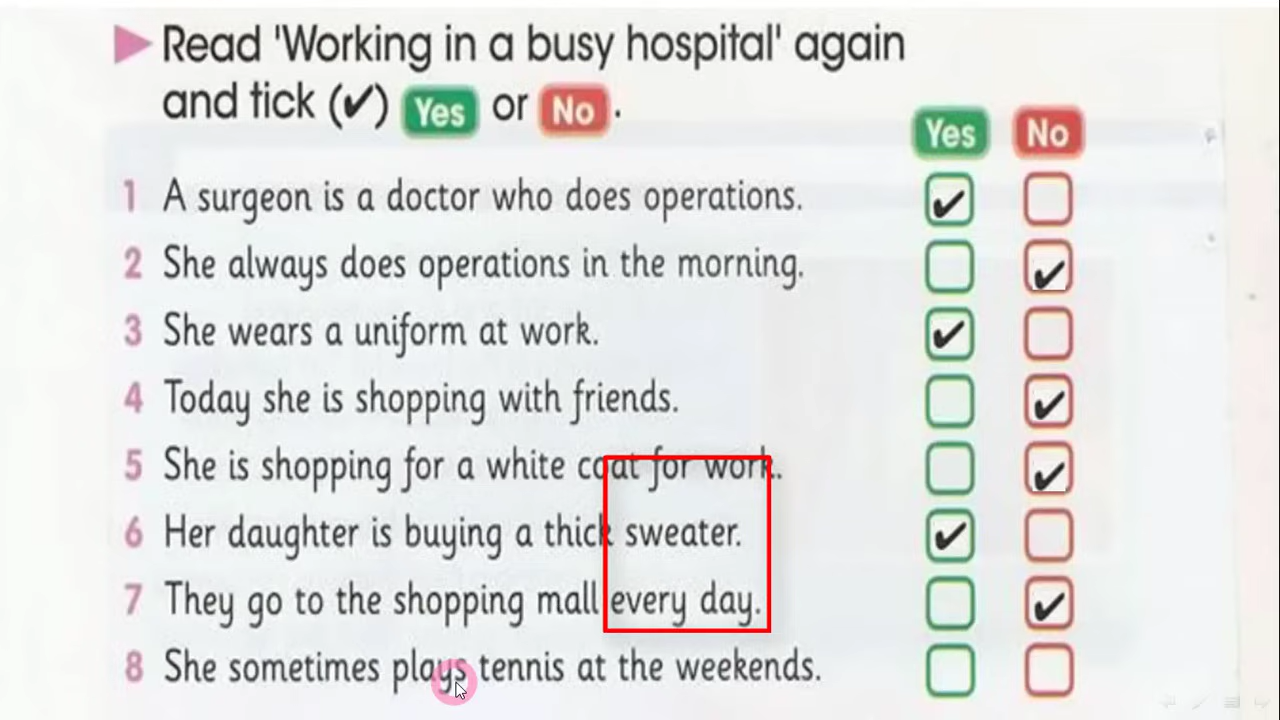 Read 'Working in a busy hospital' again
and tick (✔) Yes or No.
Yes No
1 A surgeon is a doctor who does operations. ✔
2 She always does operations in the morning. ✔
3 She wears a uniform at work. ✔
4 Today she is shopping with friends. ✔
5 She is shopping for a white coat for work. ✔
6 Her daughter is buying a thick sweater. ✔
7 They go to the shopping mall every day. ✔
8 She sometimes plays tennis at the weekends.